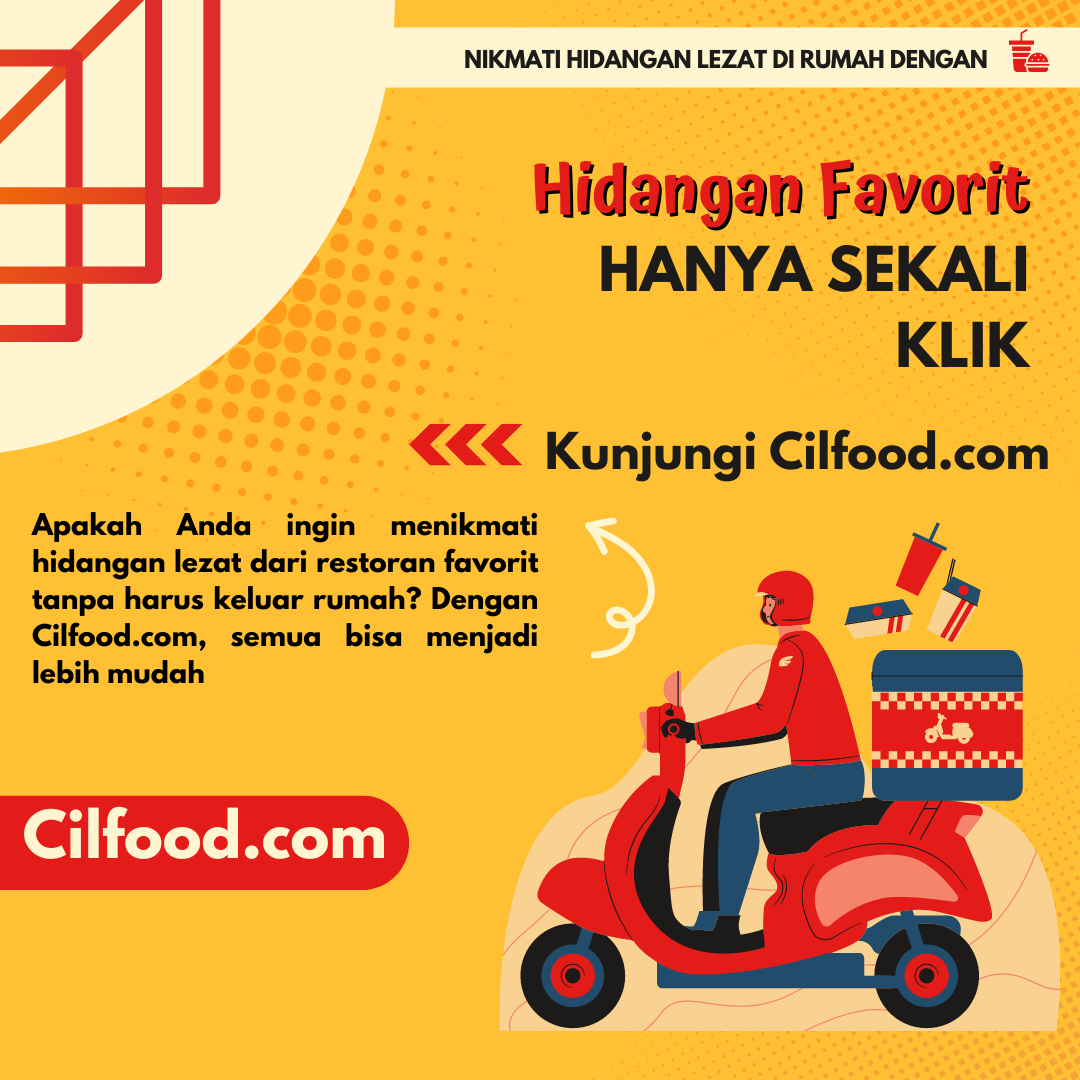 NIKMATI HIDANGAN LEZAT DI RUMAH DENGAN
Hidangan Favorit
HANYA SEKALI
KLIK
Kunjungi Cilfood.com
Apakah Anda ingin menikmati
hidangan lezat dari restoran favorit
tanpa harus keluar rumah? Dengan
Cilfood.com, semua bisa menjadi
lebih mudah
Cilfood.com